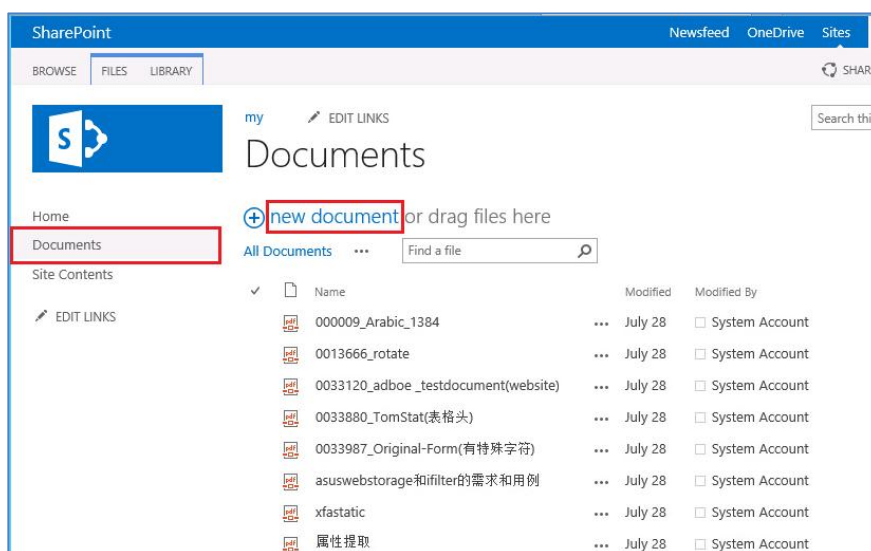 SharePoint Newsfeed OneDrive Sites
BROWSE FILES LIBRARY SHAR
S
my EDIT LINKS Search thi
Documents
new document or drag files here
Home
Documents
All Documents ... Find a file
Site Contents
Name Modified Modified By
EDIT LINKS
000009_Arabic_1384 ... July 28 System Account
0013666_rotate ... July 28 System Account
0033120_adboe _testdocument(website) ... July 28 System Account
0033880_TomStat(表格头) ... July 28 System Account
0033987_Original-Form(有特殊字符) ... July 28 System Account
asuswebstorage和ifilter的需求和用例 ... July 28 System Account
xfastatic ... July 28 System Account
属性提取 ... July 28 System Account